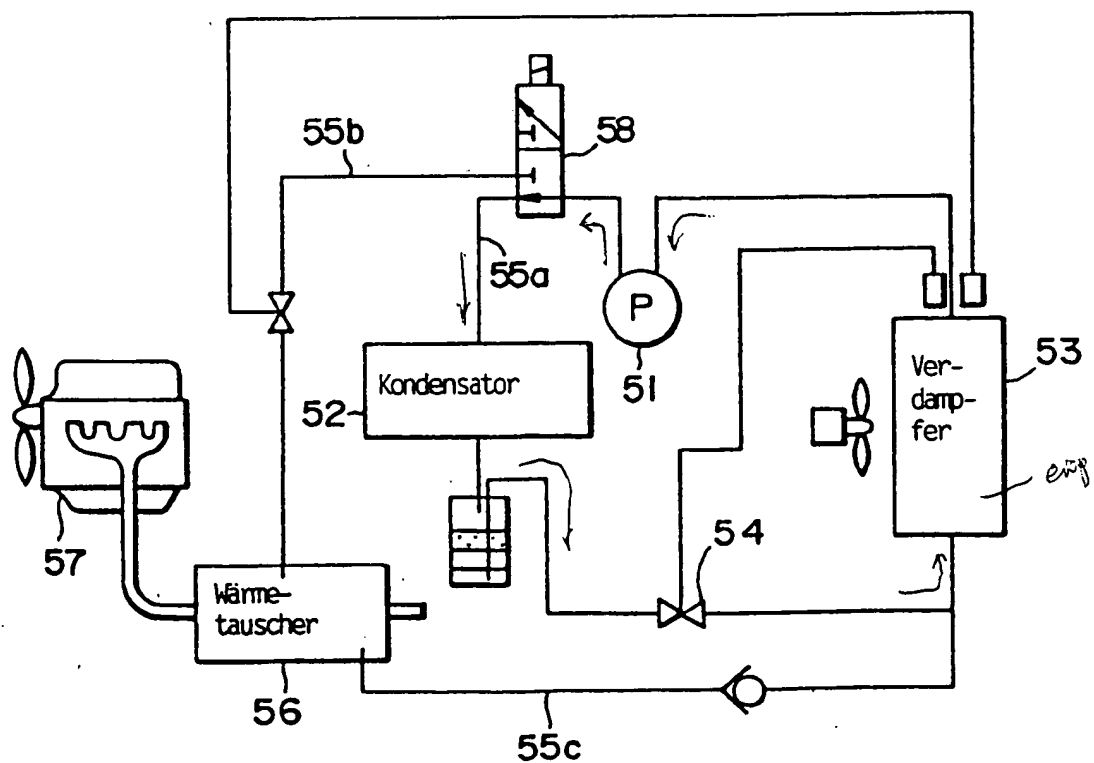 55b
58
55a
P
51
Kondensator
52
Ver-
damp-
fer
53
57
54
Wärme-
tauscher
56
55c